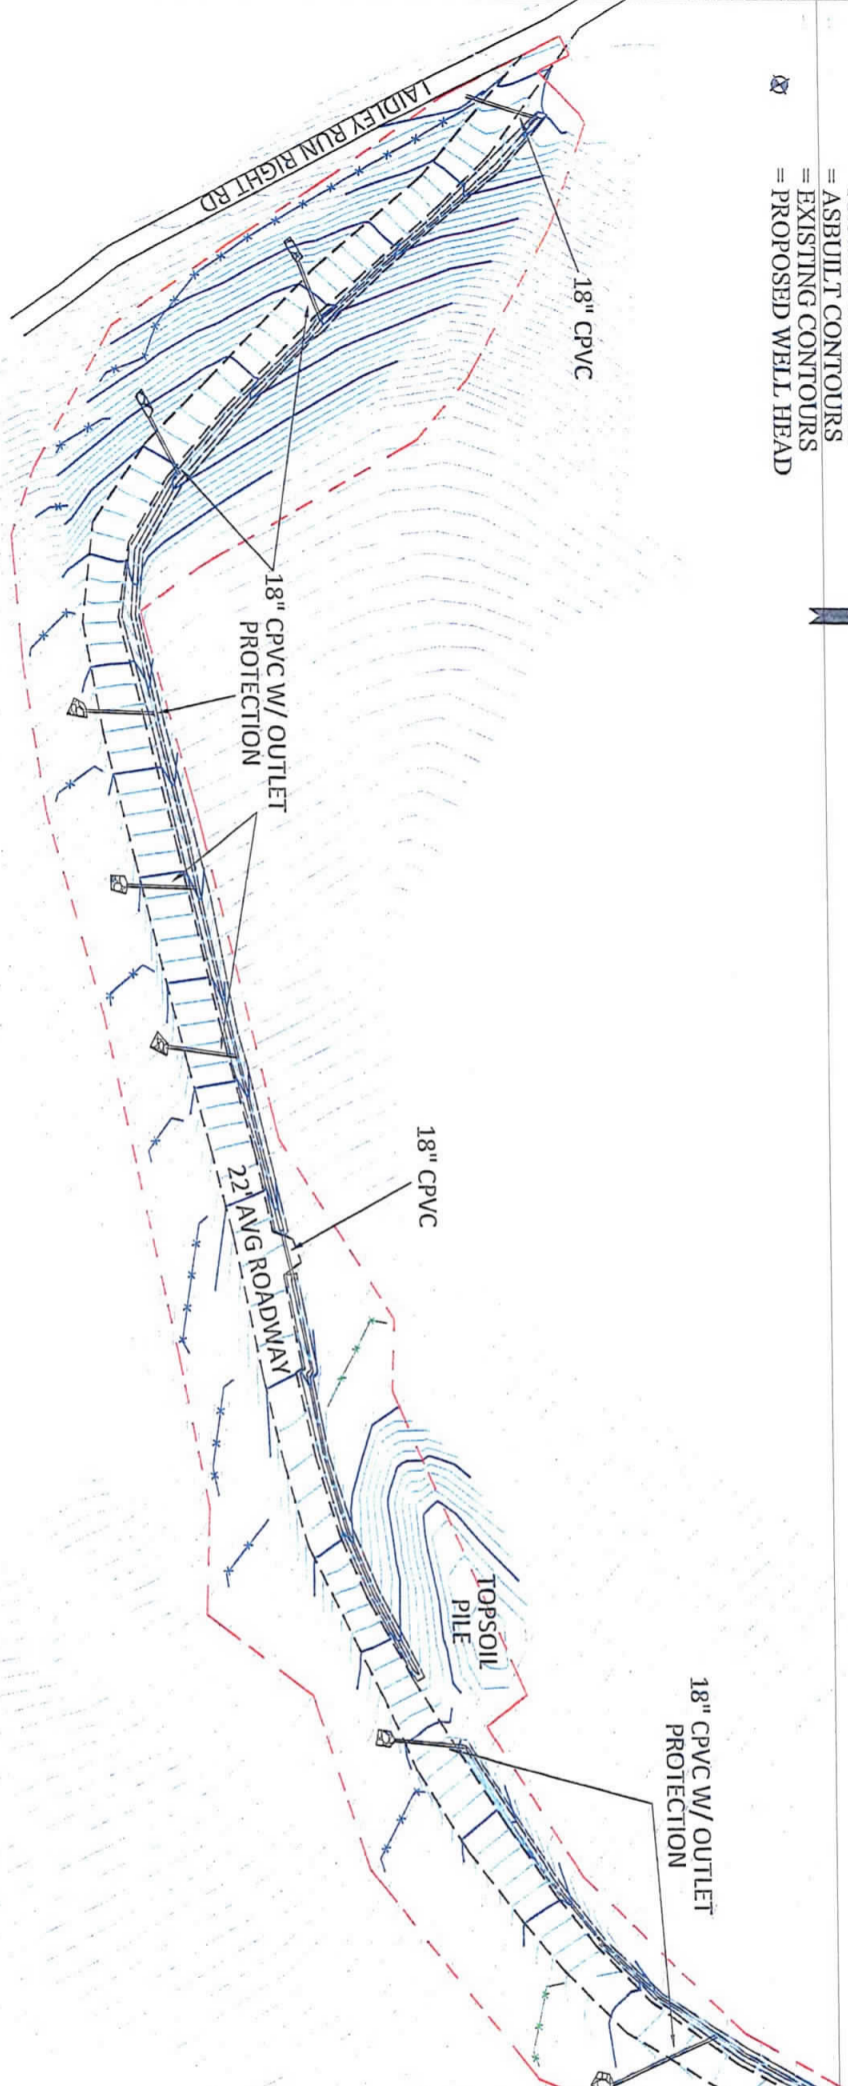 = ASBUILT CONTOURS
= EXISTING CONTOURS
= PROPOSED WELL HEAD
LAIDLEY RUN RIGHT RD
18" CPVC
18" CPVC W/ OUTLET
PROTECTION
18" CPVC
22' AVG ROADWAY
TOPSOIL
PILE
18" CPVC W/ OUTLET
PROTECTION